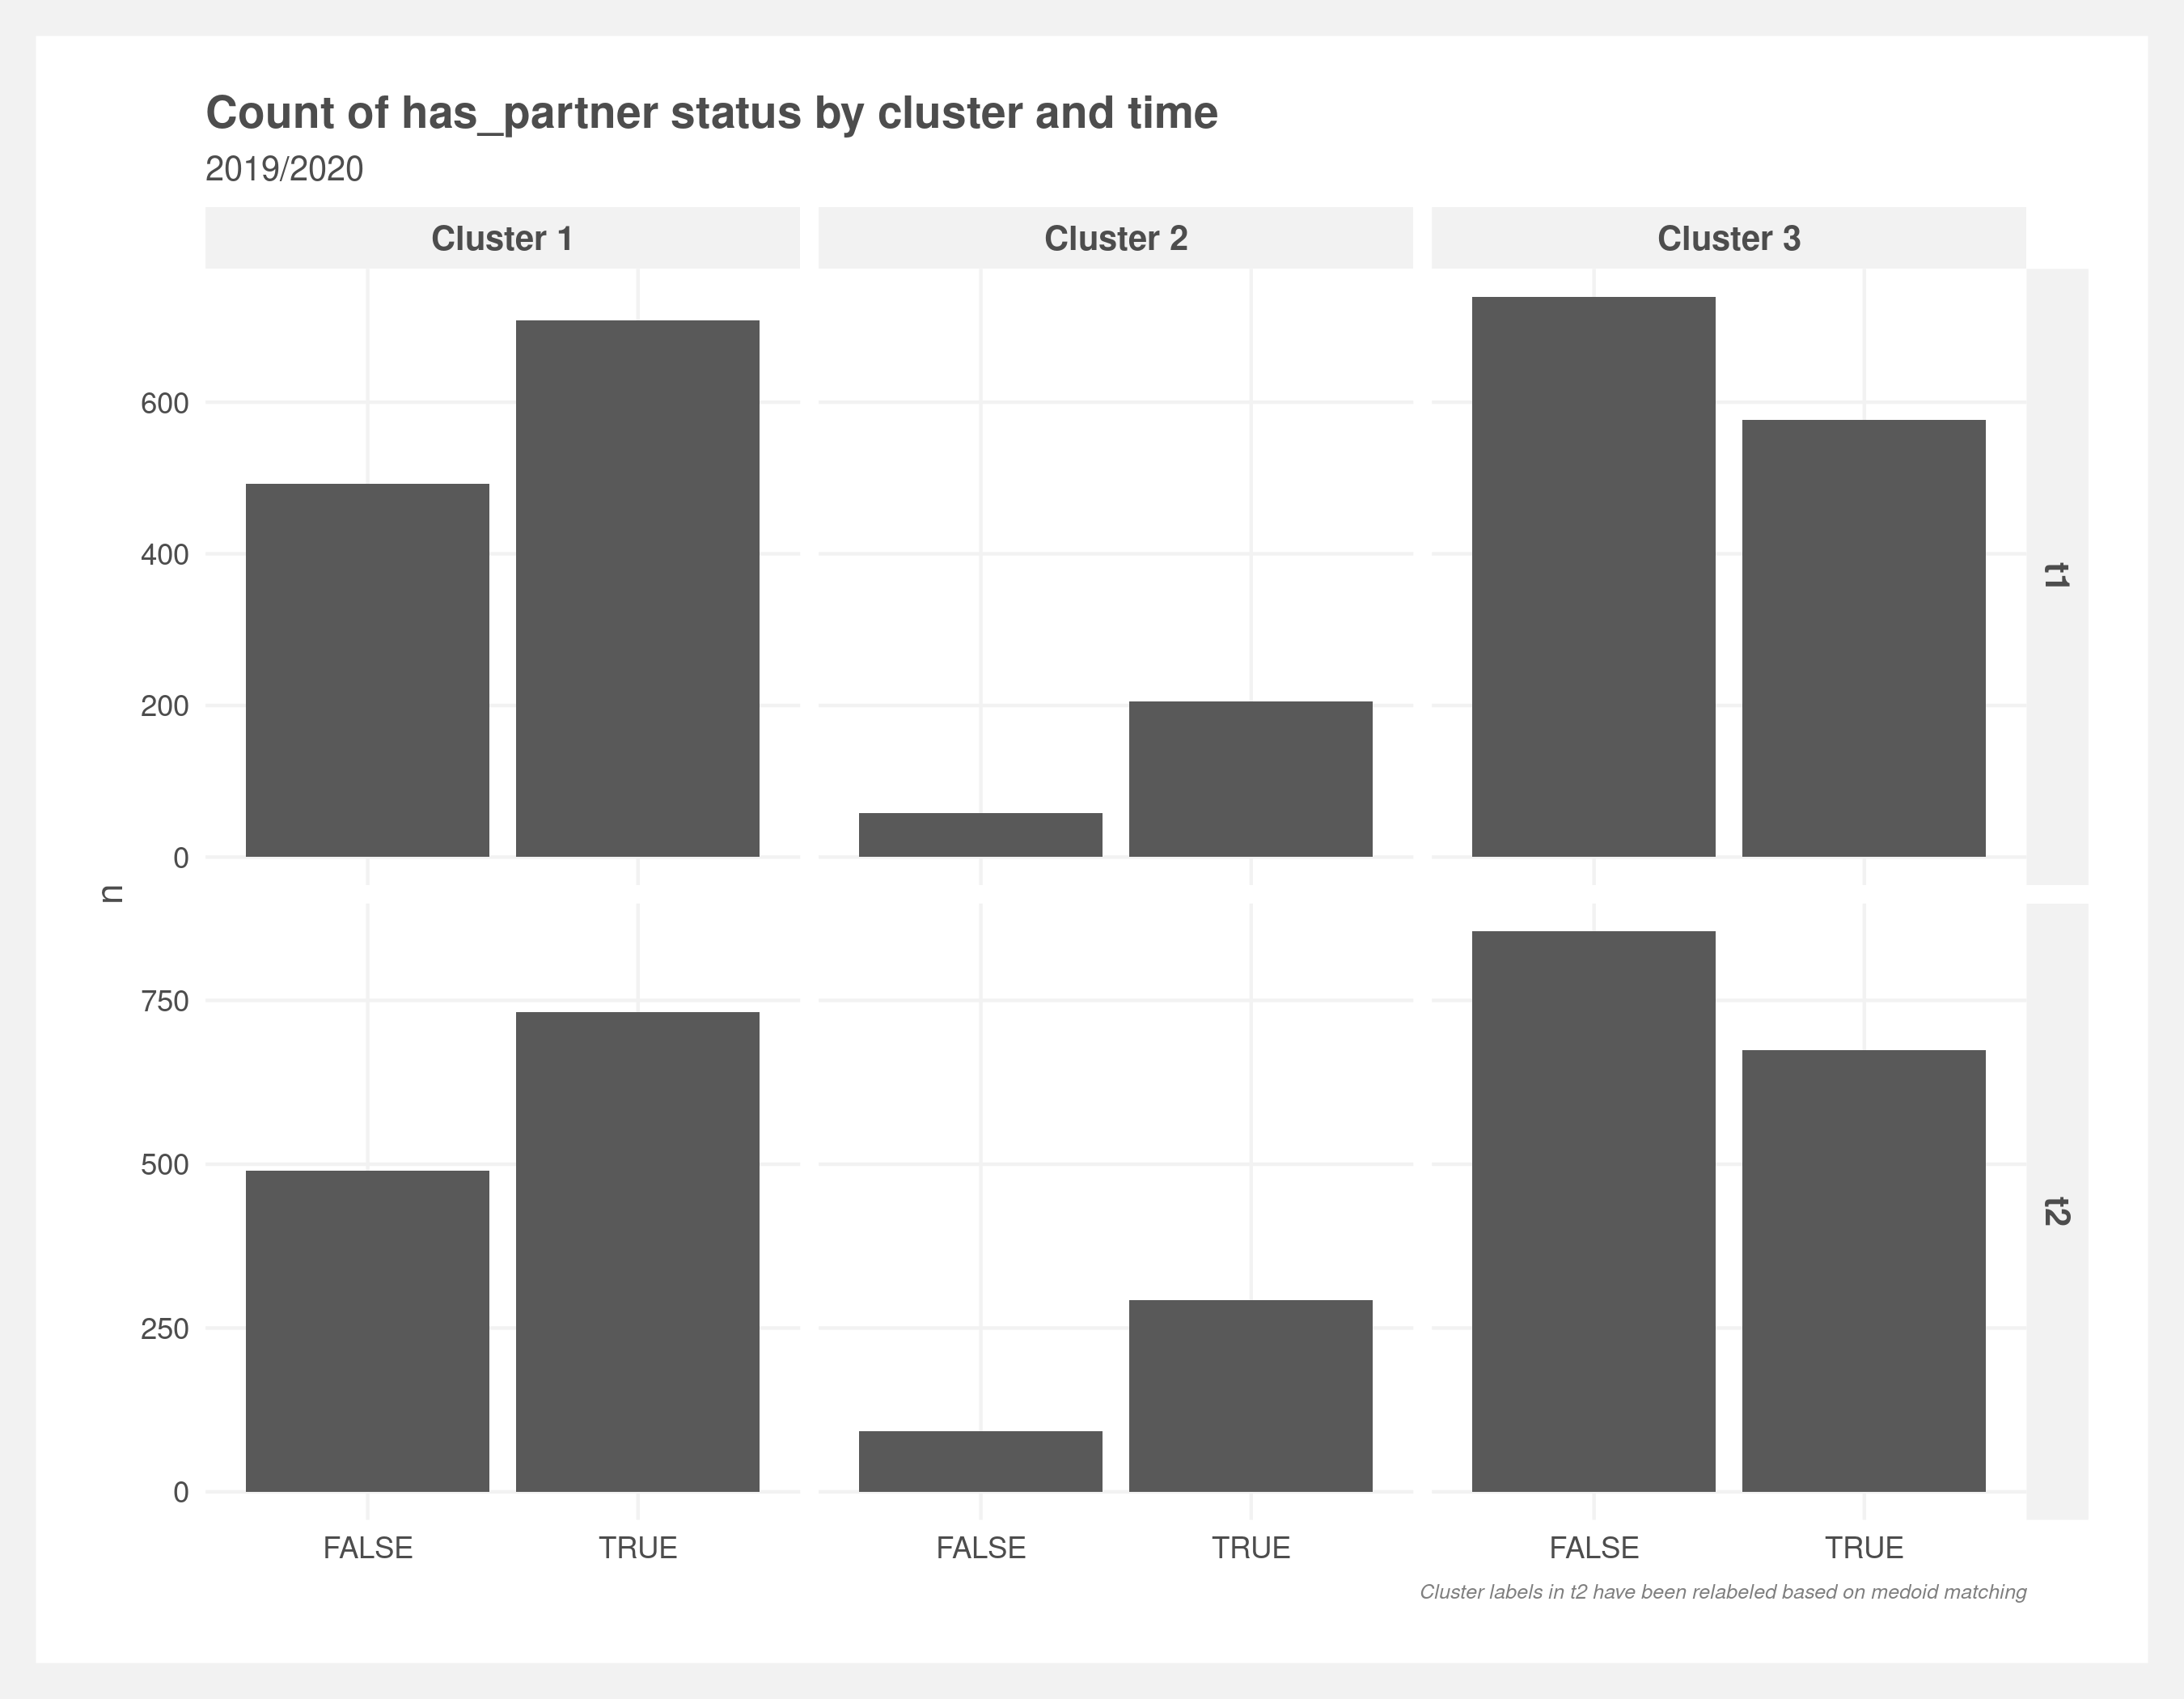 Count of has_partner status by cluster and time
2019/2020
Cluster 1
Cluster 2
Cluster 3
600
400
200
0
t1
n
750
500
250
0
t2
FALSE
TRUE
FALSE
TRUE
FALSE
TRUE
Cluster labels in t2 have been relabeled based on medoid matching